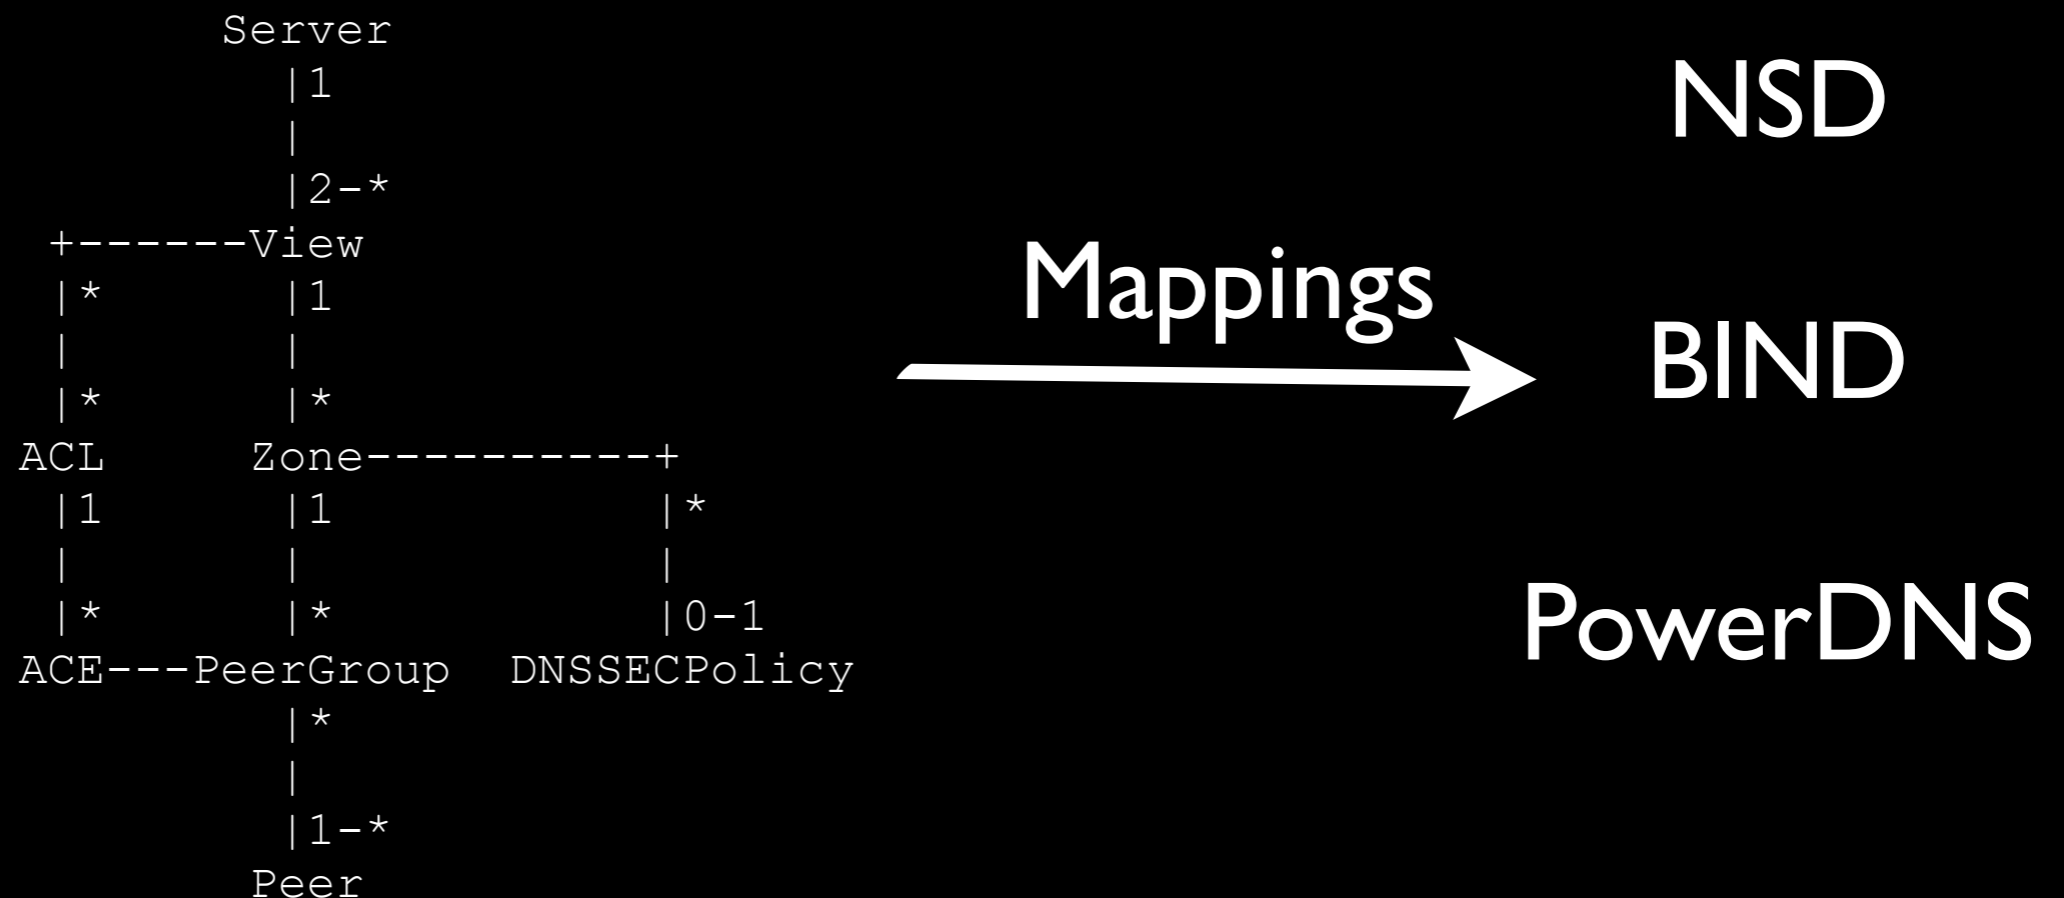 Server
|1
|
|2-*
+------View
|* |1
| |
|* |*
ACL Zone----------+
|1 |1 |*
| | |
|* |* |0-1
ACE---PeerGroup DNSSECPolicy
|*
|
|1-*
Peer
Mappings
NSD
BIND
PowerDNS